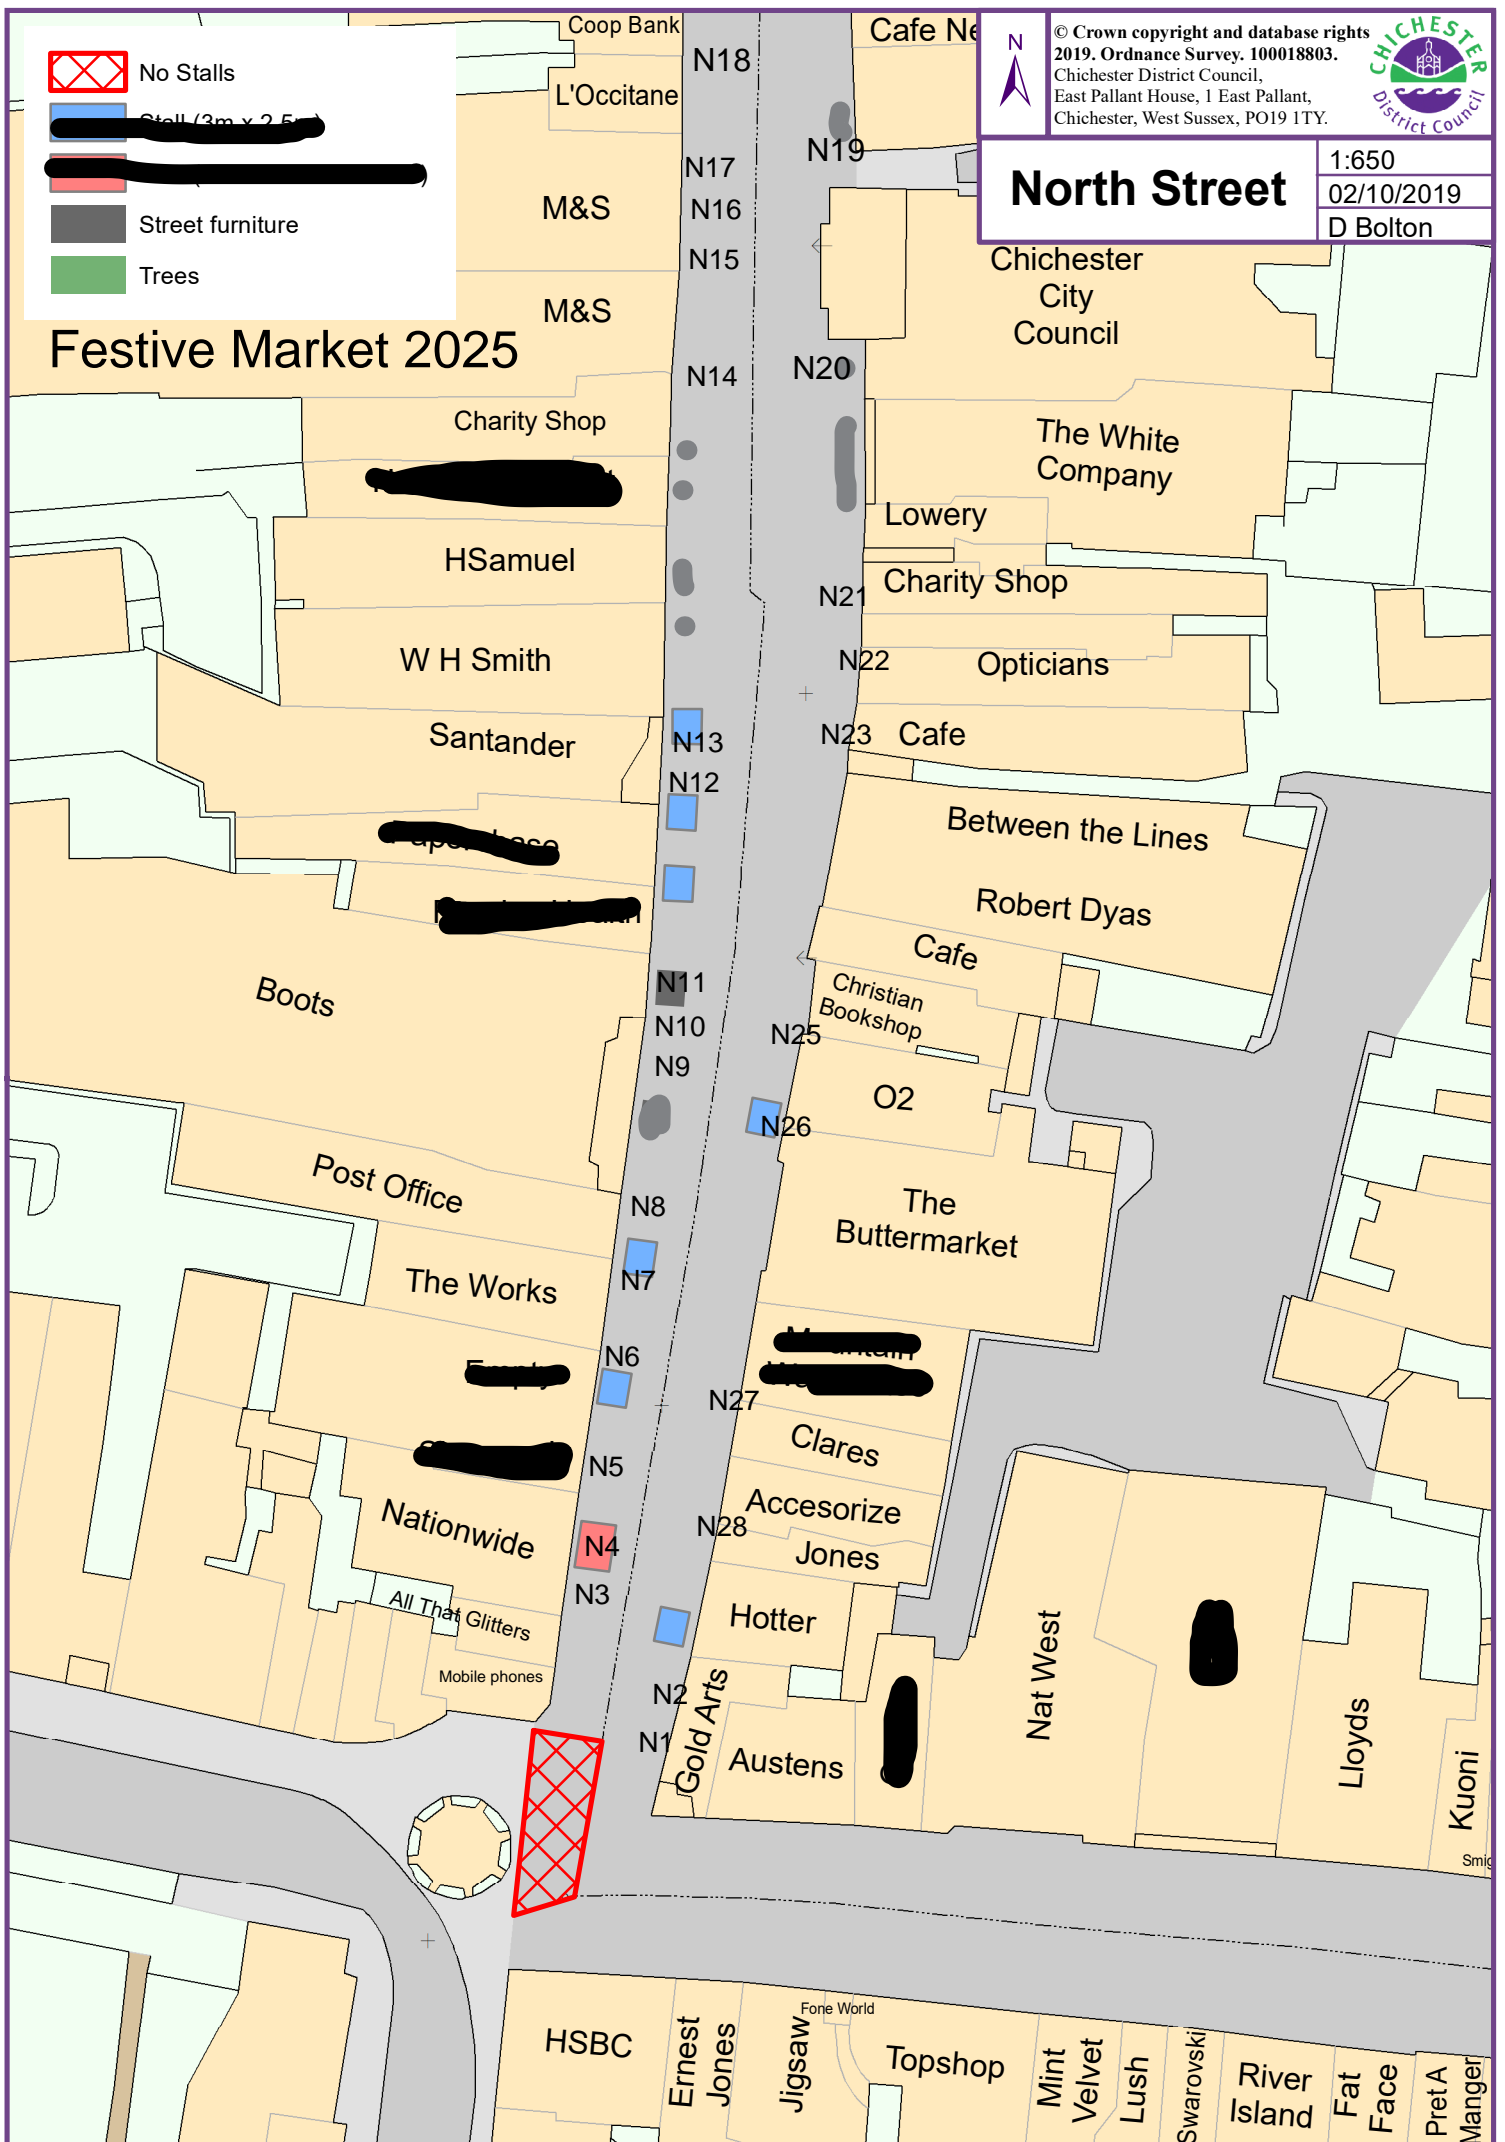 No Stalls
Street furniture
Trees
Festive Market 2025
N
© Crown copyright and database rights
2019. Ordnance Survey. 100018803.
Chichester District Council,
East Pallant House, 1 East Pallant,
Chichester, West Sussex, PO19 1TY.
CHICHESTER
District Council
North Street
1:650
02/10/2019
D Bolton
Coop Bank
L'Occitane
M&S
M&S
Charity Shop
HSamuel
W H Smith
Santander
Boots
Post Office
The Works
Nationwide
All That Glitters
Mobile phones
N18
N17
N16
N15
N14
N13
N12
N11
N10
N9
N8
N7
N6
N5
N4
N3
N2
N1
N19
N20
N21
N22
N23
N25
N26
N27
N28
Cafe Ne
Chichester
City
Council
The White
Company
Lowery
Charity Shop
Opticians
Cafe
Between the Lines
Robert Dyas
Cafe
Christian
Bookshop
O2
The
Buttermarket
Clares
Accesorize
Jones
Hotter
Gold Arts
Austens
Nat West
Lloyds
Kuoni
Smig
HSBC
Ernest
Jones
Jigsaw
Fone World
Topshop
Mint
Velvet
Lush
Swarovski
River
Island
Fat
Face
Pret A
Manger